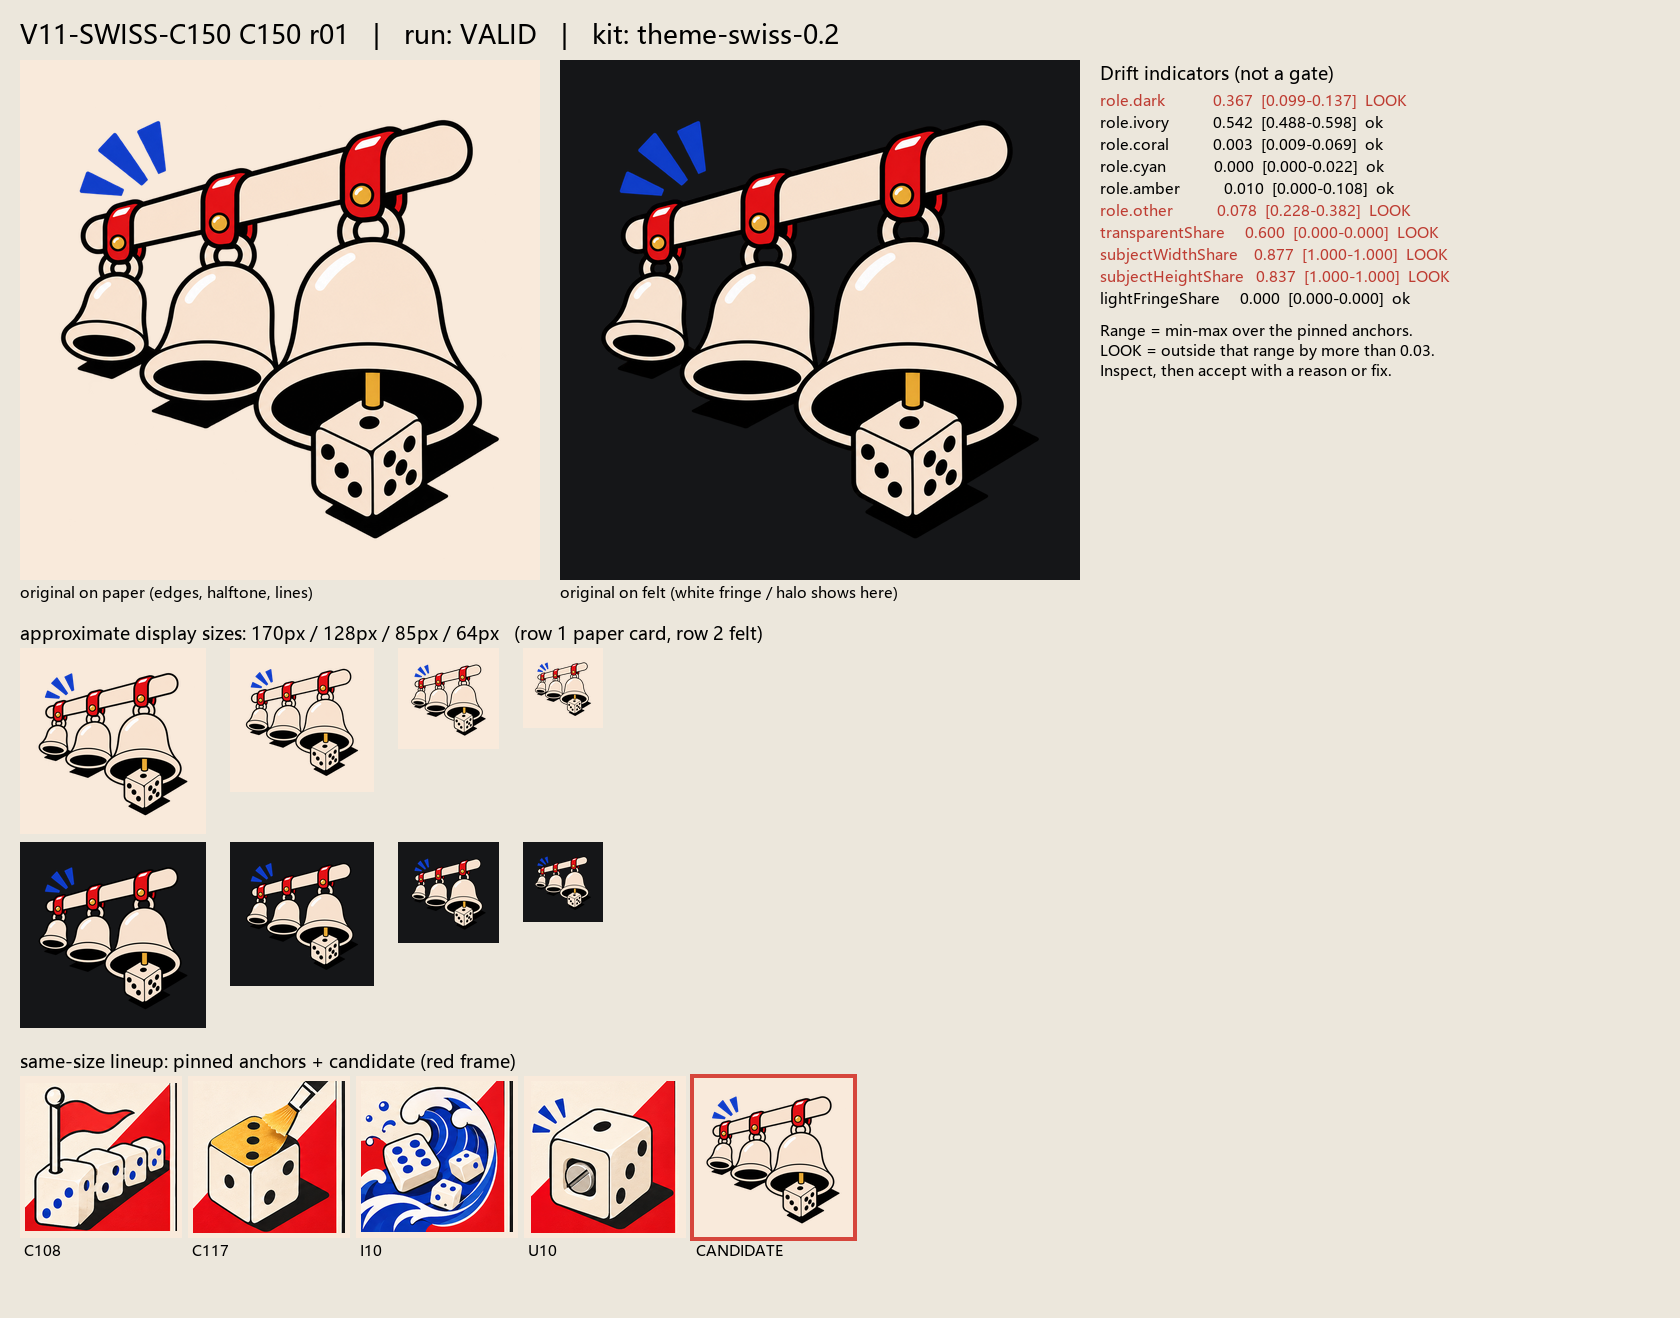 V11-SWISS-C150 C150 r01 | run: VALID | kit: theme-swiss-0.2
Drift indicators (not a gate)
role.dark 0.367 [0.099-0.137] LOOK
role.ivory 0.542 [0.488-0.598] ok
role.coral 0.003 [0.009-0.069] ok
role.cyan 0.000 [0.000-0.022] ok
role.amber 0.010 [0.000-0.108] ok
role.other 0.078 [0.228-0.382] LOOK
transparentShare 0.600 [0.000-0.000] LOOK
subjectWidthShare 0.877 [1.000-1.000] LOOK
subjectHeightShare 0.837 [1.000-1.000] LOOK
lightFringeShare 0.000 [0.000-0.000] ok
Range = min-max over the pinned anchors.
LOOK = outside that range by more than 0.03.
Inspect, then accept with a reason or fix.
original on paper (edges, halftone, lines)
original on felt (white fringe / halo shows here)
approximate display sizes: 170px / 128px / 85px / 64px (row 1 paper card, row 2 felt)
same-size lineup: pinned anchors + candidate (red frame)
C108
C117
I10
U10
CANDIDATE